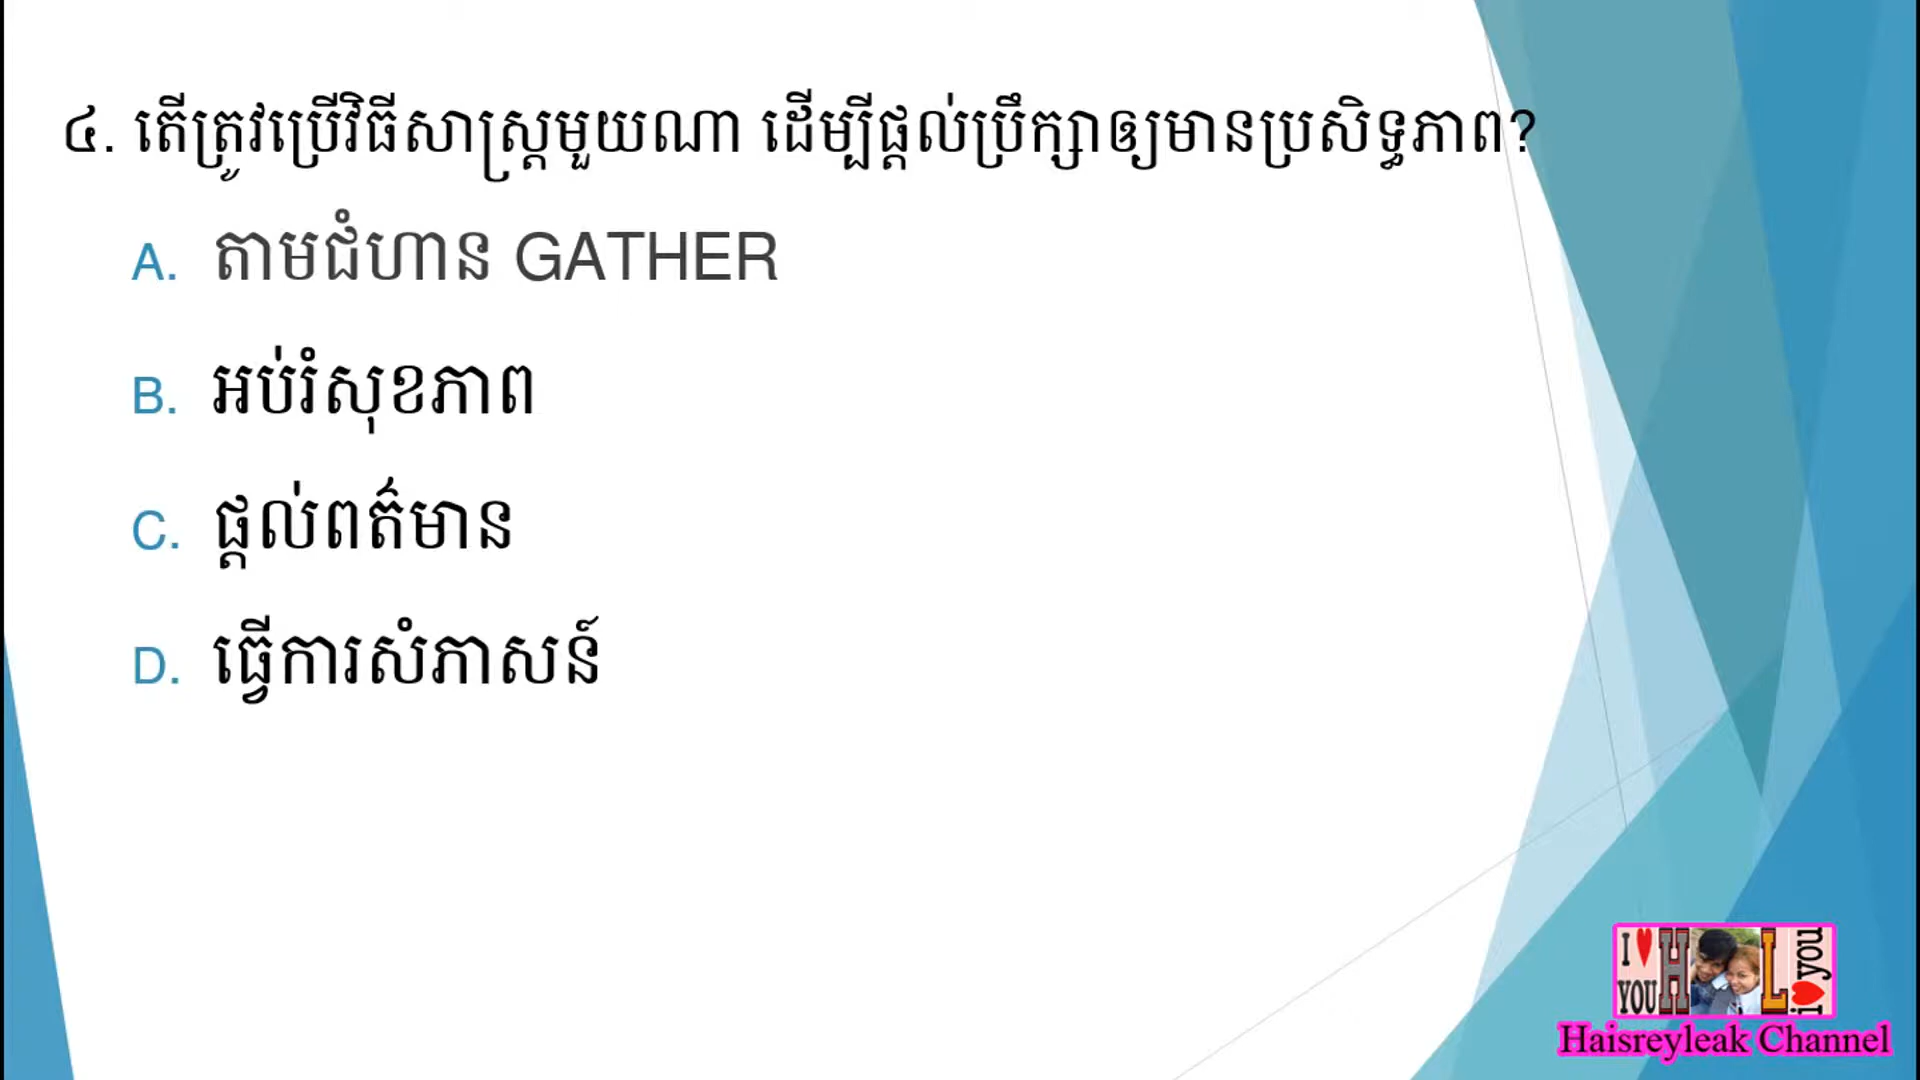 ៤. តើត្រូវប្រើវិធីសាស្ត្រមួយណា ដើម្បីផ្តល់ប្រឹក្សាឲ្យមានប្រសិទ្ធភាព?
A. តាមជំហាន GATHER
B. អប់រំសុខភាព
C. ផ្តល់ពត៌មាន
D. ធ្វើការសំភាសន៍
I ♥ YOU H L i ♥ you
Haisreyleak Channel